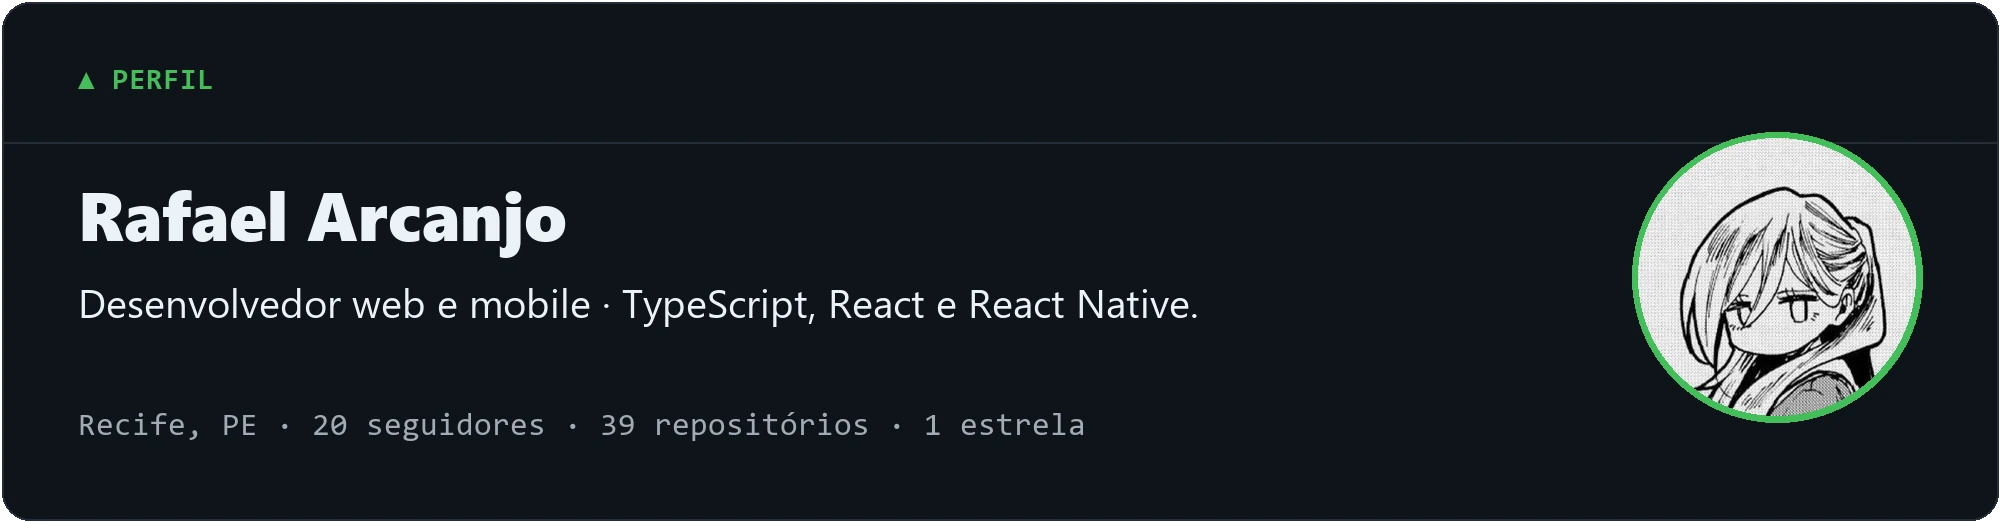 ▲ PERFIL
Rafael Arcanjo
Desenvolvedor web e mobile · TypeScript, React e React Native.
Recife, PE · 20 seguidores · 39 repositórios · 1 estrela